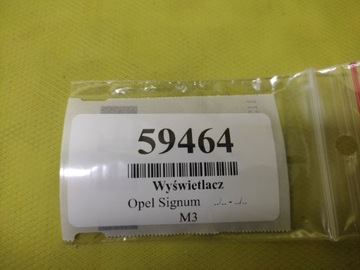 59464
Wyświetlacz
Opel Signum ../.. - ../..
M3